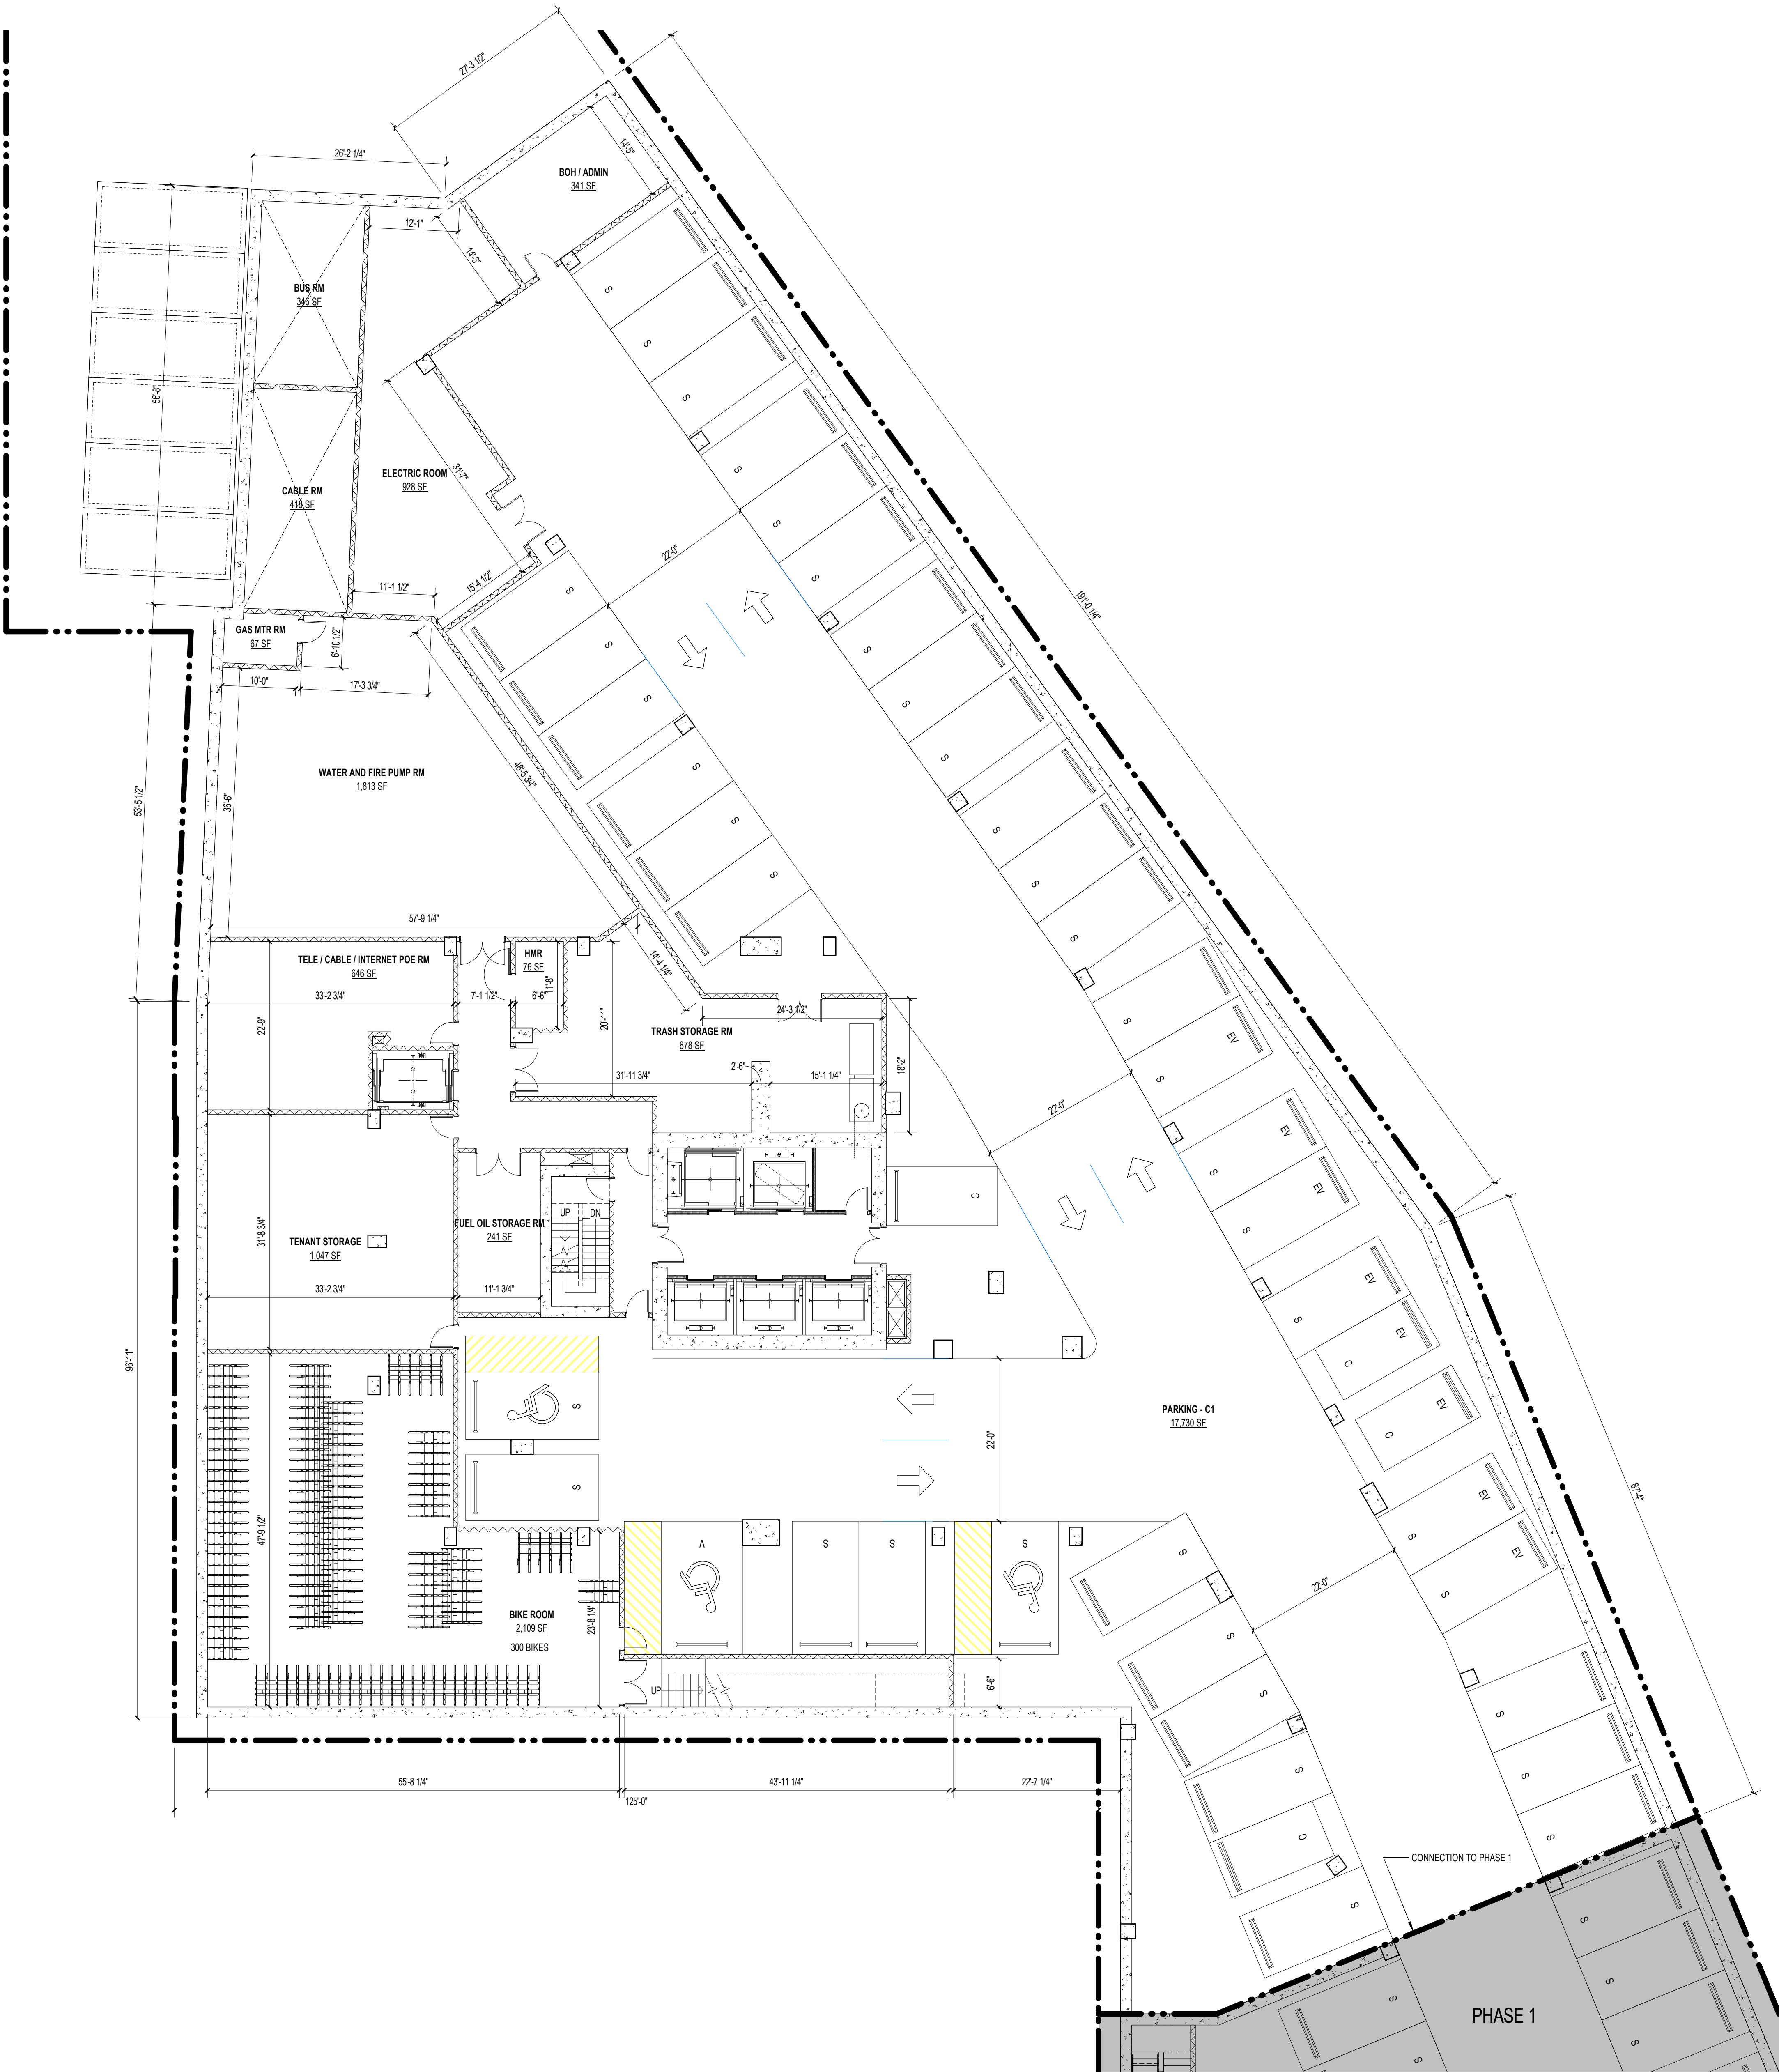 27'-3 1/2"
26'-2 1/4"
14'-5"
BOH / ADMIN
341 SF
12'-1"
14'-3"
BUS RM
346 SF
S
S
S
56'-8"
S
ELECTRIC ROOM
928 SF
31'-7"
CABLE RM
418 SF
S
22'-0"
S
15'-4 1/2"
11'-1 1/2"
S
191'-0 1/4"
GAS MTR RM
67 SF
6'-10 1/2"
S
S
10'-0"
17'-3 3/4"
S
S
S
WATER AND FIRE PUMP RM
1,813 SF
48'-5 3/4"
S
53'-5 1/2"
36'-6"
S
S
S
S
57'-9 1/4"
S
TELE / CABLE / INTERNET POE RM
646 SF
HMR
76 SF
11'-8"
14'-4 1/4"
33'-2 3/4"
7'-1 1/2"
6'-6"
24'-3 1/2"
22'-9"
20'-11"
TRASH STORAGE RM
878 SF
S
EV
2'-6"
31'-11 3/4"
15'-1 1/4"
18'-2"
S
22'-0"
EV
S
EV
C
UP
DN
FUEL OIL STORAGE RM
241 SF
TENANT STORAGE
1,047 SF
31'-8 3/4"
S
33'-2 3/4"
11'-1 3/4"
EV
S
EV
C
96'-11"
S
EV
C
PARKING - C1
17,730 SF
22'-0"
S
EV
S
87'-4"
47'-9 1/2"
S
S
S
S
EV
S
22'-0"
BIKE ROOM
2,109 SF
300 BIKES
23'-8 1/4"
6'-6"
UP
S
S
S
S
55'-8 1/4"
43'-11 1/4"
22'-7 1/4"
125'-0"
S
C
S
CONNECTION TO PHASE 1
S
S
S
PHASE 1
S
S
S